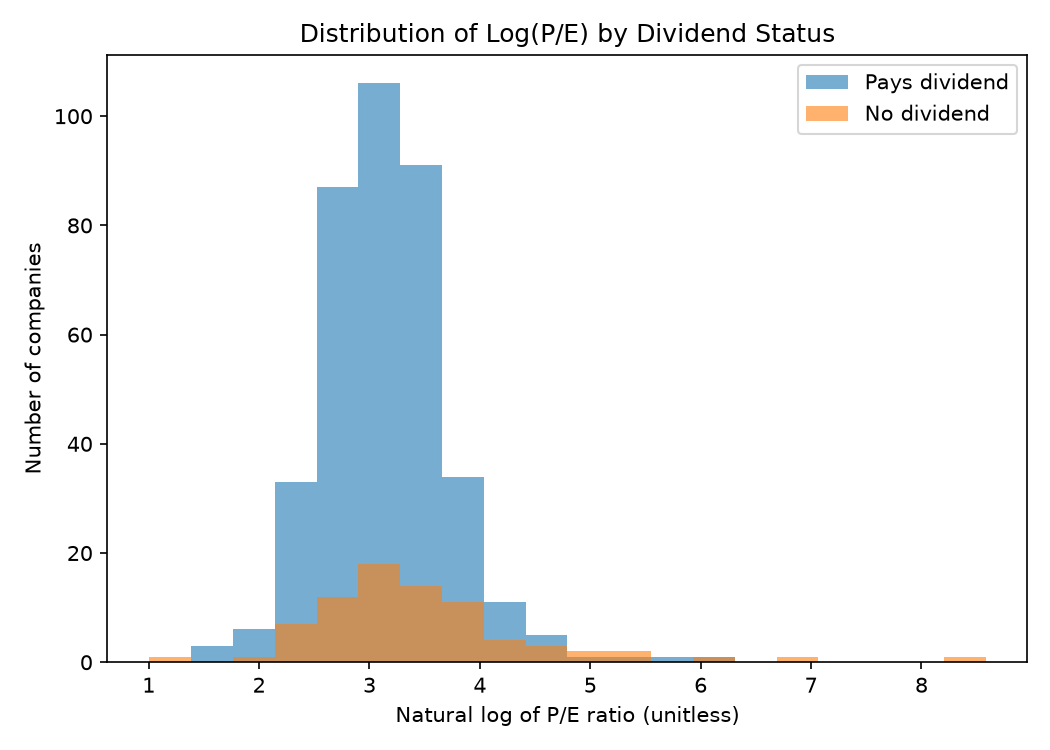 Distribution of Log(P/E) by Dividend Status
Pays dividend
No dividend
Number of companies
100
80
60
40
20
0
1 2 3 4 5 6 7 8
Natural log of P/E ratio (unitless)